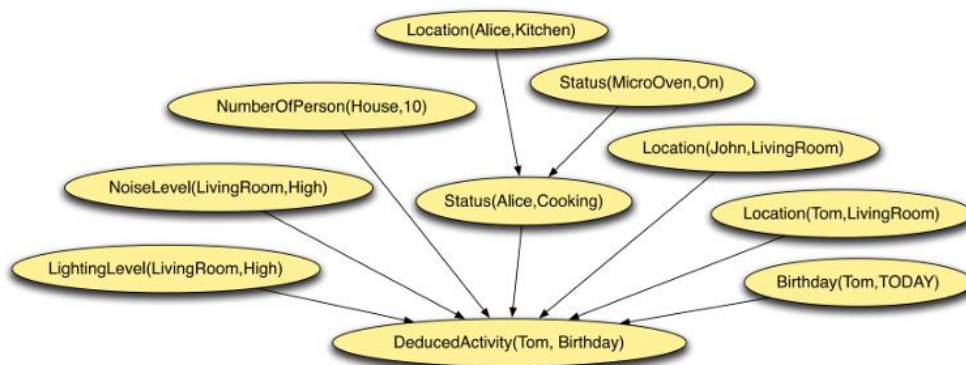 Location(Alice,Kitchen)
Status(MicroOven,On)
NumberOfPerson(House,10)
Location(John,LivingRoom)
NoiseLevel(LivingRoom,High)
Status(Alice,Cooking)
Location(Tom,LivingRoom)
LightingLevel(LivingRoom,High)
Birthday(Tom,TODAY)
DeducedActivity(Tom, Birthday)